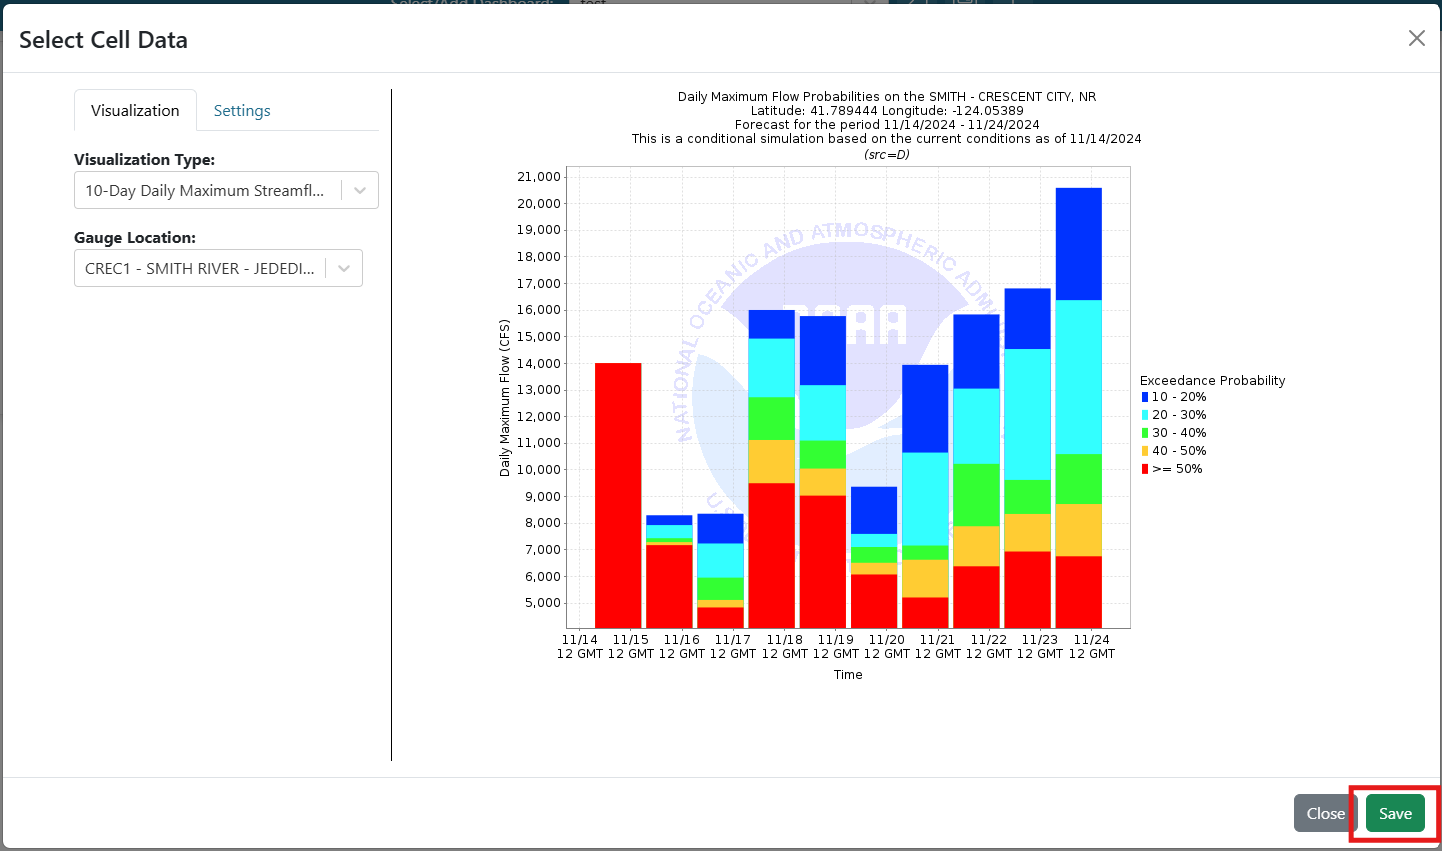 Select/Add Dashboard:
test
Select Cell Data
Visualization
Settings
Visualization Type:
10-Day Daily Maximum Streamfl...
Gauge Location:
CREC1 - SMITH RIVER - JEDEDI...
Daily Maximum Flow Probabilities on the SMITH - CRESCENT CITY, NR
Latitude: 41.789444 Longitude: -124.05389
Forecast for the period 11/14/2024 - 11/24/2024
This is a conditional simulation based on the current conditions as of 11/14/2024
(src=D)
21,000
20,000
19,000
18,000
17,000
16,000
15,000
14,000
13,000
12,000
11,000
10,000
9,000
8,000
7,000
6,000
5,000
Daily Maximum Flow (CFS)
NATIONAL OCEANIC AND ATMOSPHERIC
11/14 11/15 11/16 11/17 11/18 11/19 11/20 11/21 11/22 11/23 11/24
12 GMT 12 GMT 12 GMT 12 GMT 12 GMT 12 GMT 12 GMT 12 GMT 12 GMT 12 GMT 12 GMT
Time
Exceedance Probability
10 - 20%
20 - 30%
30 - 40%
40 - 50%
>= 50%
Close
Save